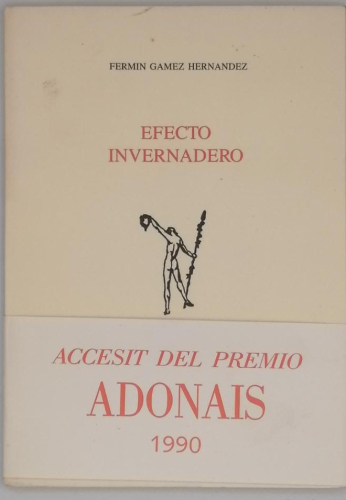 FERMIN GAMEZ HERNANDEZ
EFECTO
INVERNADERO
ACCESIT DEL PREMIO
ADONAIS
1990